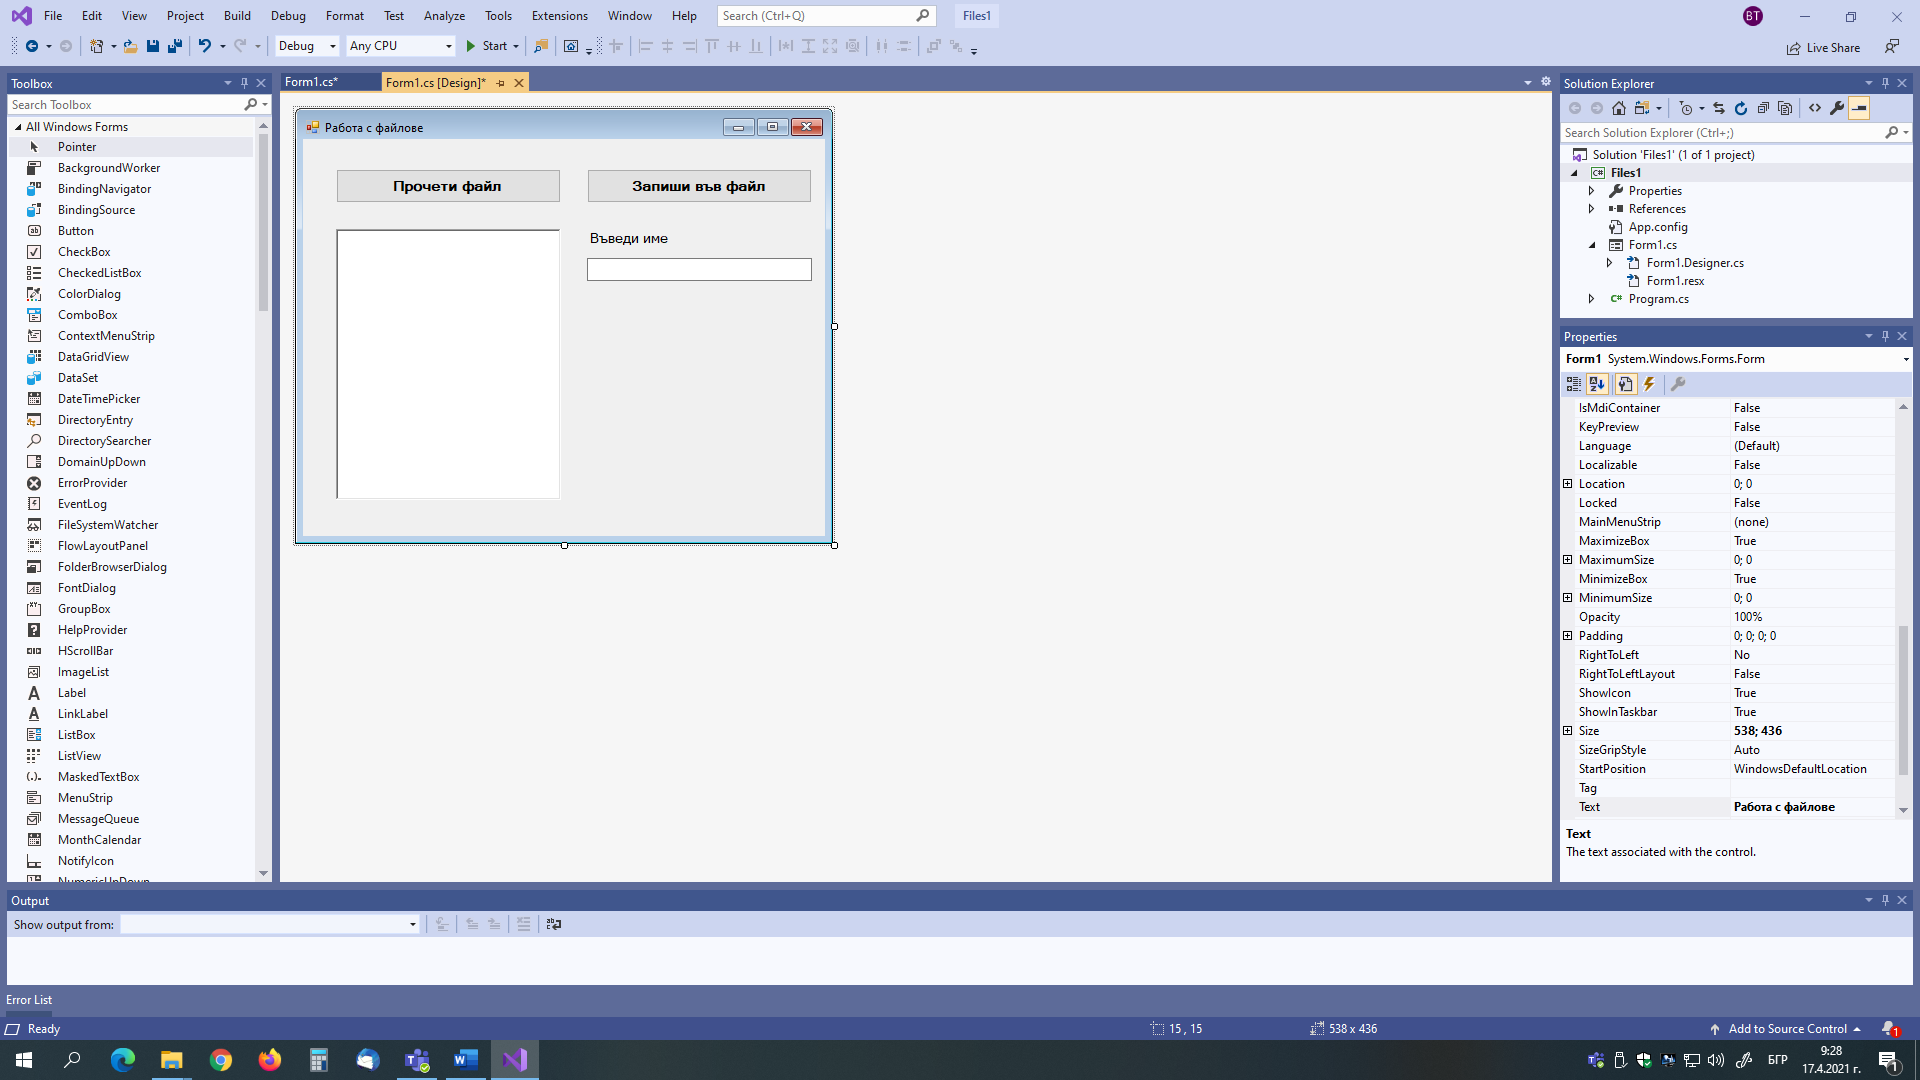 File Edit View Project Build Debug Format Test Analyze Tools Extensions Window Help Search (Ctrl+Q) Files1 BT
Debug Any CPU Start Live Share
Toolbox
Search Toolbox
All Windows Forms
Pointer
BackgroundWorker
BindingNavigator
BindingSource
Button
CheckBox
CheckedListBox
ColorDialog
ComboBox
ContextMenuStrip
DataGridView
DataSet
DateTimePicker
DirectoryEntry
DirectorySearcher
DomainUpDown
ErrorProvider
EventLog
FileSystemWatcher
FlowLayoutPanel
FolderBrowserDialog
FontDialog
GroupBox
HelpProvider
HScrollBar
ImageList
Label
LinkLabel
ListBox
ListView
MaskedTextBox
MenuStrip
MessageQueue
MonthCalendar
NotifyIcon
NumericUpDown
Form1.cs* Form1.cs [Design]*
Работа с файлове
Прочети файл Запиши във файл
Въведи име
Solution Explorer
Search Solution Explorer (Ctrl+;)
Solution 'Files1' (1 of 1 project)
Files1
Properties
References
App.config
Form1.cs
Form1.Designer.cs
Form1.resx
Program.cs
Properties
Form1 System.Windows.Forms.Form
IsMdiContainer False
KeyPreview False
Language (Default)
Localizable False
Location 0; 0
Locked False
MainMenuStrip (none)
MaximizeBox True
MaximumSize 0; 0
MinimizeBox True
MinimumSize 0; 0
Opacity 100%
Padding 0; 0; 0; 0
RightToLeft No
RightToLeftLayout False
ShowIcon True
ShowInTaskbar True
Size 538; 436
SizeGripStyle Auto
StartPosition WindowsDefaultLocation
Tag
Text Работа с файлове
Text
The text associated with the control.
Output
Show output from:
Error List
Ready 15 , 15 538 x 436 Add to Source Control 1
БГР 9:28
17.4.2021 г. 1